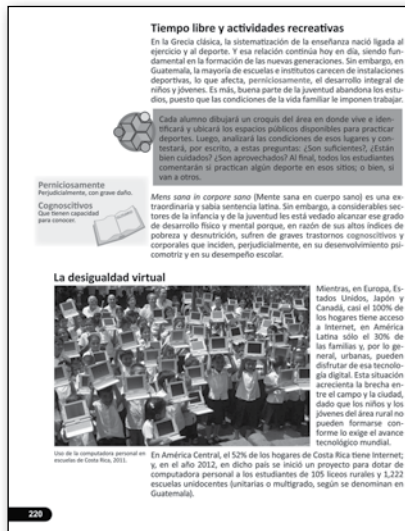 Tiempo libre y actividades recreativas
En la Grecia clásica, la sistematización de la enseñanza nació ligada al
ejercicio y al deporte. Y esa relación continúa hoy en día, siendo fun-
damental en la formación de las nuevas generaciones. Sin embargo, en
Guatemala, la mayoría de escuelas e institutos carecen de instalaciones
deportivas, lo que afecta, perniciosamente, el desarrollo integral de
niños y jóvenes. Es más, buena parte de la juventud abandona los estu-
dios, puesto que las condiciones de la vida familiar le imponen trabajar.
Cada alumno dibujará un croquis del área en donde vive e iden-
tificará y ubicará los espacios públicos disponibles para practicar
deportes. Luego, analizará las condiciones de esos lugares y con-
testará, por escrito, a estas preguntas: ¿Son suficientes?, ¿Están
bien cuidados? ¿Son aprovechados? Al final, todos los estudiantes
comentarán si practican algún deporte en esos sitios; o bien, si
van a otros.
Perniciosamente
Perjudicialmente, con grave daño.
Cognoscitivos
Que tienen capacidad
para conocer.
Mens sana in corpore sano (Mente sana en cuerpo sano) es una ex-
traordinaria y sabia sentencia latina. Sin embargo, a considerables sec-
tores de la infancia y de la juventud les está vedado alcanzar ese grado
de desarrollo físico y mental porque, en razón de sus altos índices de
pobreza y desnutrición, sufren de graves trastornos cognoscitivos y
corporales que inciden, perjudicialmente, en su desenvolvimiento psi-
comotriz y en su desempeño escolar.
La desigualdad virtual
Mientras, en Europa, Es-
tados Unidos, Japón y
Canadá, casi el 100% de
los hogares tiene acceso
a Internet, en América
Latina sólo el 30% de
las familias y, por lo ge-
neral, urbanas, pueden
disfrutar de esa tecnolo-
gía digital. Esta situación
acrecienta la brecha en-
tre el campo y la ciudad,
dado que los niños y los
jóvenes del área rural no
pueden formarse con-
forme lo exige el avance
tecnológico mundial.
Uso de la computadora personal en
escuelas de Costa Rica, 2011.
En América Central, el 52% de los hogares de Costa Rica tiene Internet;
y, en el año 2012, en dicho país se inició un proyecto para dotar de
computadora personal a los estudiantes de 105 liceos rurales y 1,222
escuelas unidocentes (unitarias o multigrado, según se denominan en
Guatemala).
220